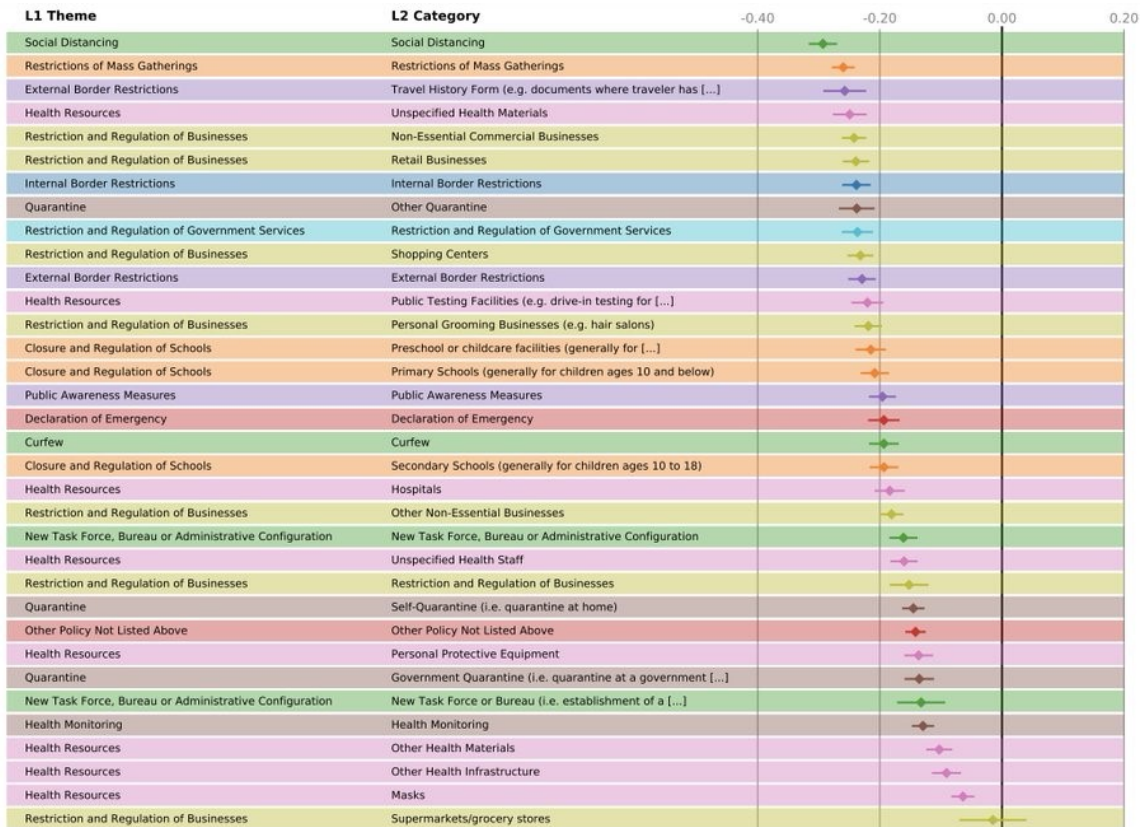 L1 Theme L2 Category -0.40 -0.20 0.00 0.20
Social Distancing Social Distancing
Restrictions of Mass Gatherings Restrictions of Mass Gatherings
External Border Restrictions Travel History Form (e.g. documents where traveler has [...]
Health Resources Unspecified Health Materials
Restriction and Regulation of Businesses Non-Essential Commercial Businesses
Restriction and Regulation of Businesses Retail Businesses
Internal Border Restrictions Internal Border Restrictions
Quarantine Other Quarantine
Restriction and Regulation of Government Services Restriction and Regulation of Government Services
Restriction and Regulation of Businesses Shopping Centers
External Border Restrictions External Border Restrictions
Health Resources Public Testing Facilities (e.g. drive-in testing for [...]
Restriction and Regulation of Businesses Personal Grooming Businesses (e.g. hair salons)
Closure and Regulation of Schools Preschool or childcare facilities (generally for [...]
Closure and Regulation of Schools Primary Schools (generally for children ages 10 and below)
Public Awareness Measures Public Awareness Measures
Declaration of Emergency Declaration of Emergency
Curfew Curfew
Closure and Regulation of Schools Secondary Schools (generally for children ages 10 to 18)
Health Resources Hospitals
Restriction and Regulation of Businesses Other Non-Essential Businesses
New Task Force, Bureau or Administrative Configuration New Task Force, Bureau or Administrative Configuration
Health Resources Unspecified Health Staff
Restriction and Regulation of Businesses Restriction and Regulation of Businesses
Quarantine Self-Quarantine (i.e. quarantine at home)
Other Policy Not Listed Above Other Policy Not Listed Above
Health Resources Personal Protective Equipment
Quarantine Government Quarantine (i.e. quarantine at a government [...]
New Task Force, Bureau or Administrative Configuration New Task Force or Bureau (i.e. establishment of a [...]
Health Monitoring Health Monitoring
Health Resources Other Health Materials
Health Resources Other Health Infrastructure
Health Resources Masks
Restriction and Regulation of Businesses Supermarkets/grocery stores